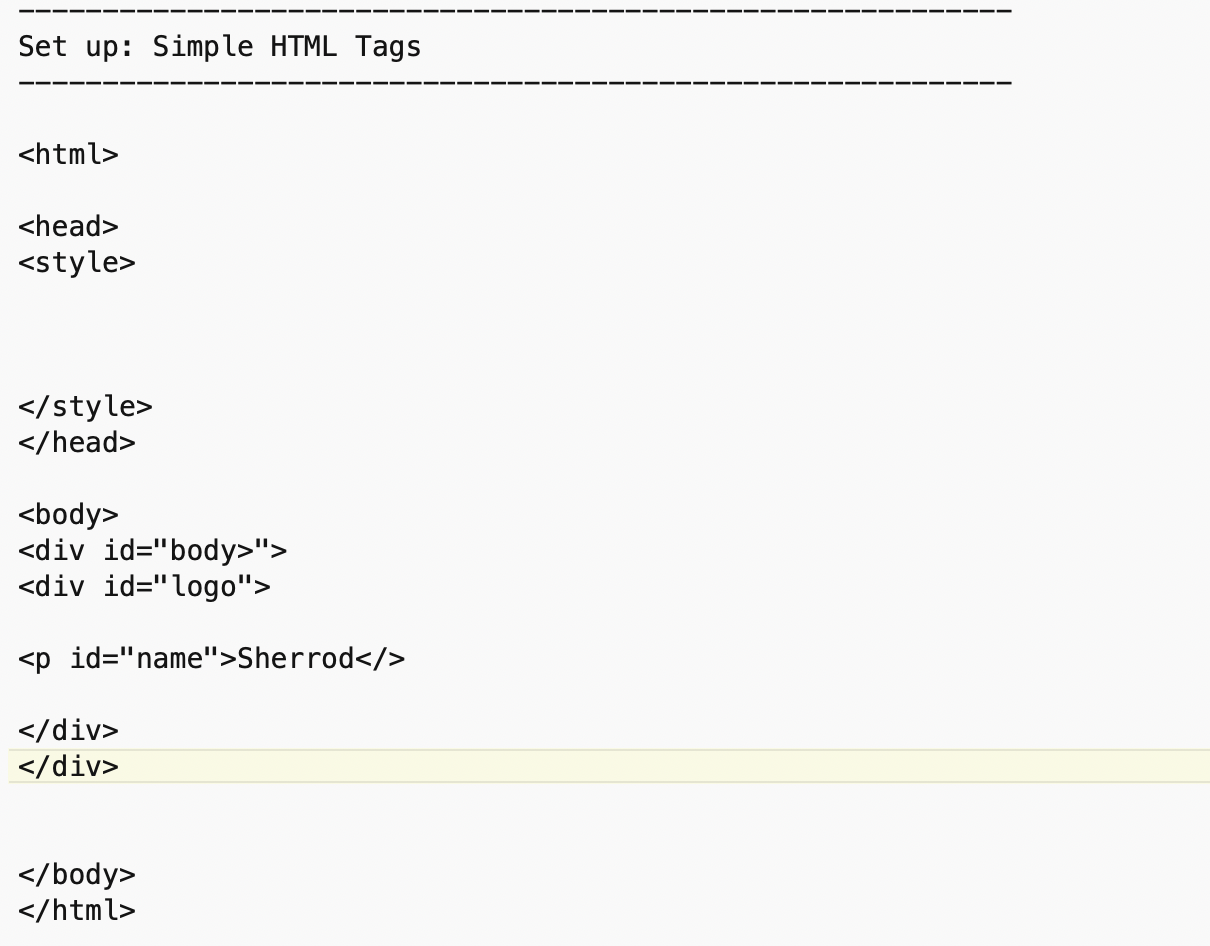 -----------------------------------------------------------
Set up: Simple HTML Tags
-----------------------------------------------------------
<html>
<head>
<style>
</style>
</head>
<body>
<div id="body>">
<div id="logo">
<p id="name">Sherrod</>
</div>
</div>
</body>
</html>